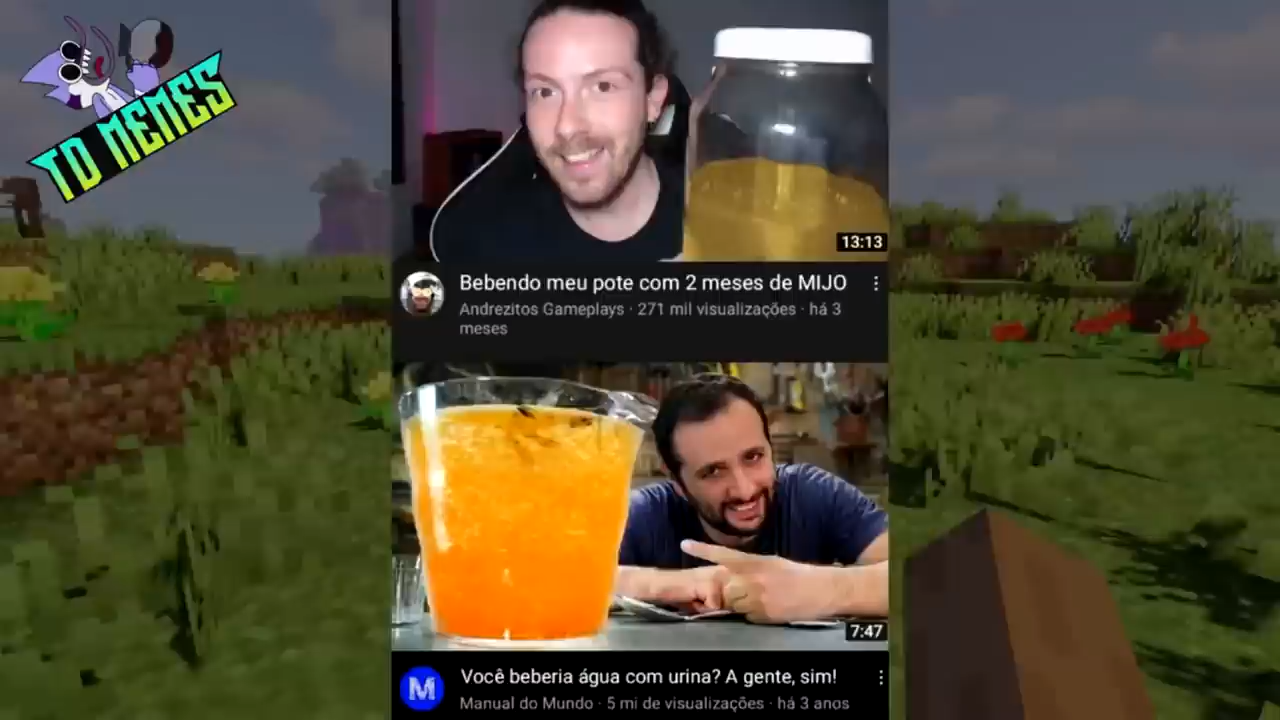 TD MEMES
13:13
Bebendo meu pote com 2 meses de MIJO
Andrezitos Gameplays · 271 mil visualizações · há 3
meses
7:47
M
Você beberia água com urina? A gente, sim!
Manual do Mundo · 5 mi de visualizações · há 3 anos